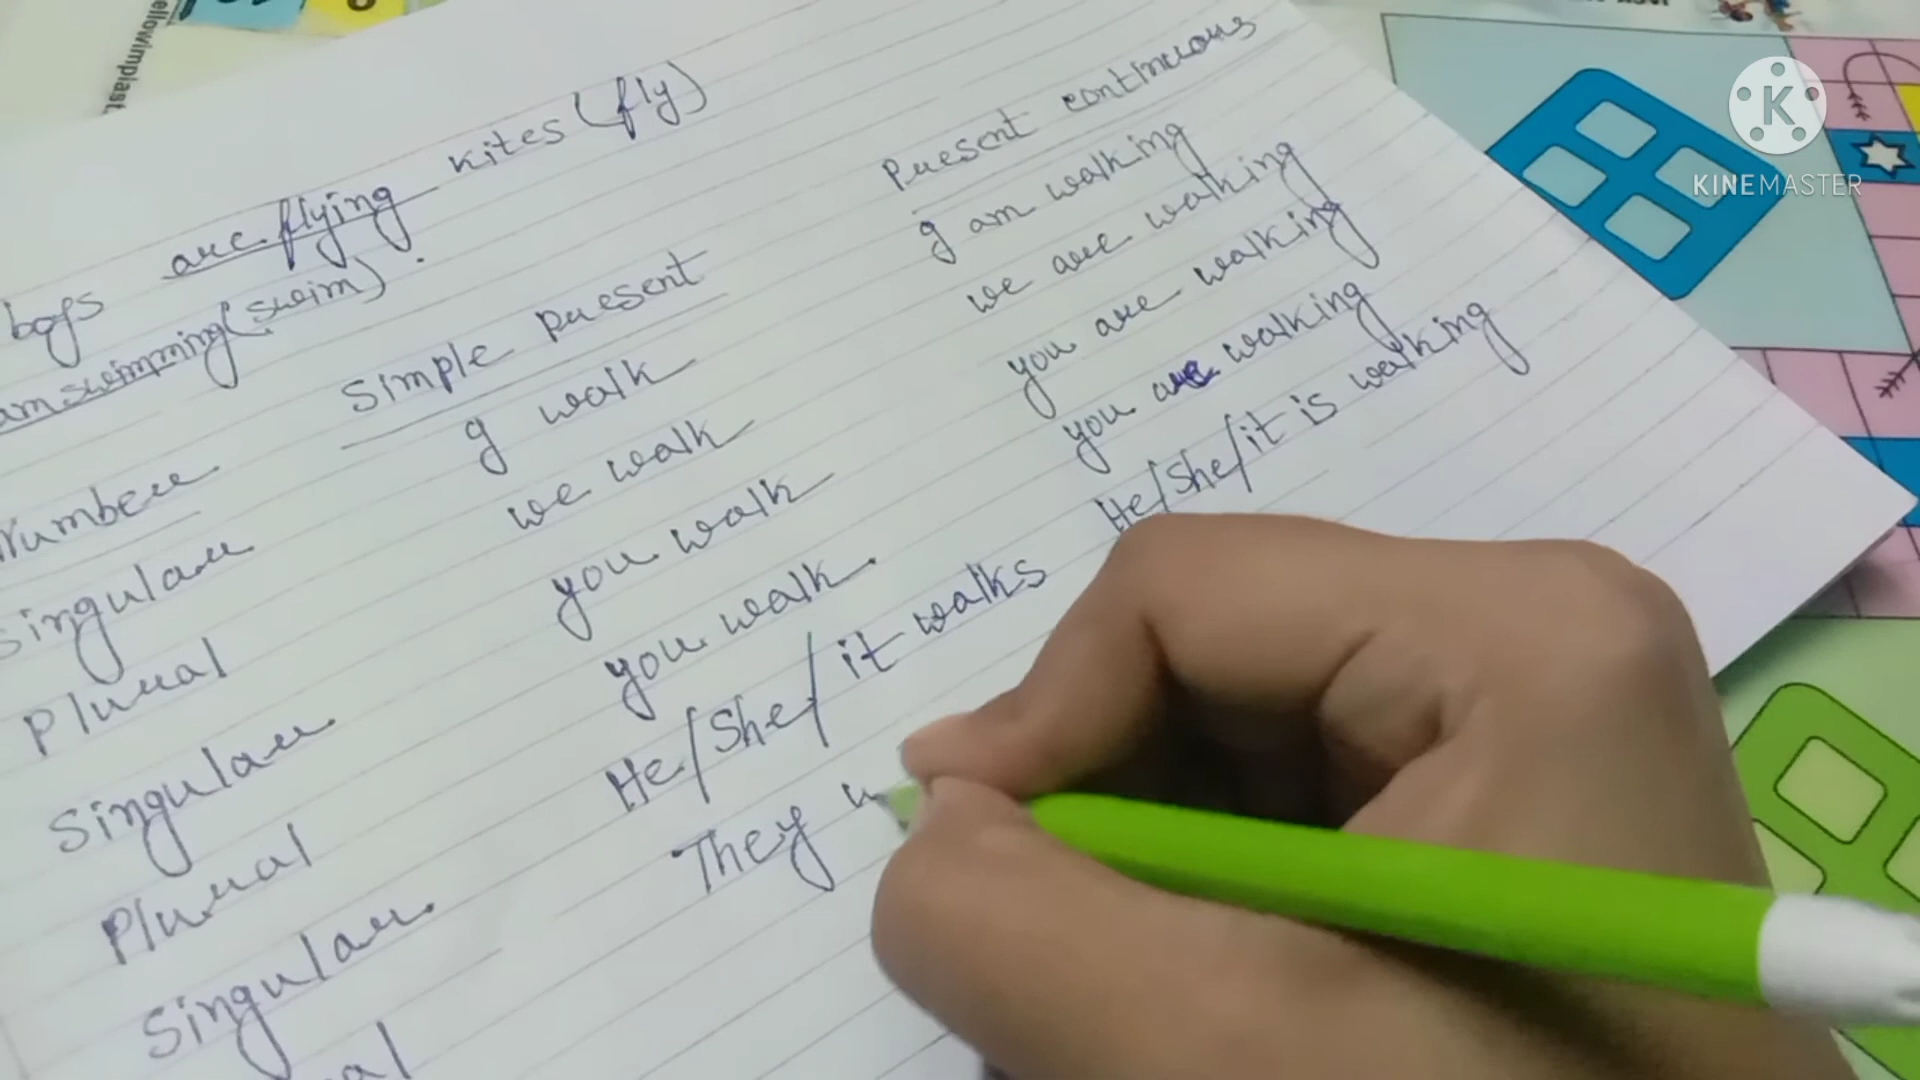 ellowimplast
kites (fly)
boys are flying
am swimming (swim).
Number Simple present Present continuous
Singular I walk I am walking
Plural we walk we are walking
Singular you walk you are walking
Plural you walk. you are walking
Singular He/She/it walks He/She/it is walking
They
KINEMASTER